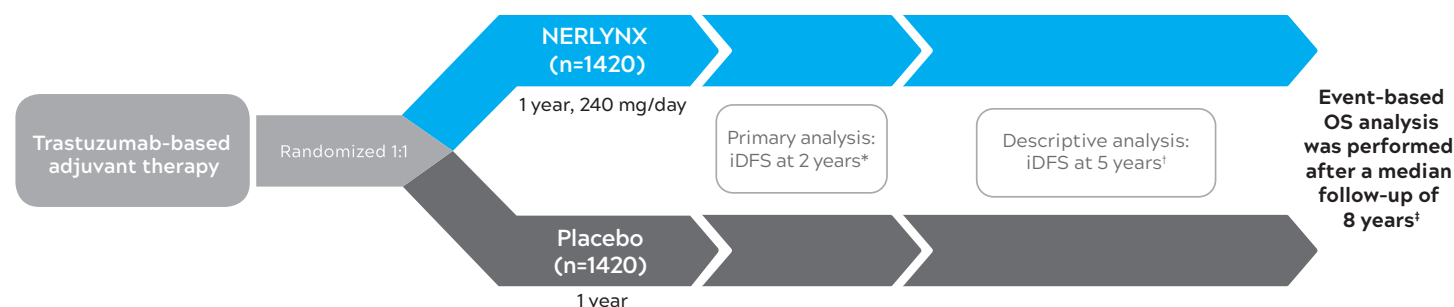 Trastuzumab-based
adjuvant therapy
Randomized 1:1
NERLYNX
(n=1420)
1 year, 240 mg/day
Primary analysis:
iDFS at 2 years*
Descriptive analysis:
iDFS at 5 years†
Placebo
(n=1420)
1 year
Event-based
OS analysis
was performed
after a median
follow-up of
8 years‡